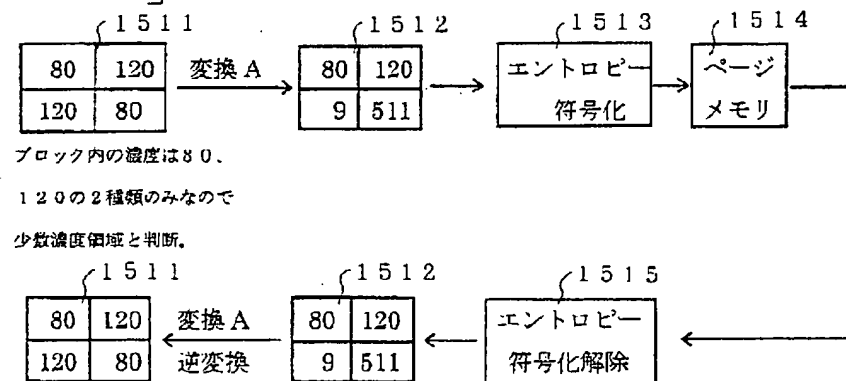 1511
1512
1513
1514
80 120 変換A 80 120 エントロピー ページ
120 80 9 511 符号化 メモリ
ブロック内の濃度は80、
120の2種類のみなので
少数濃度領域と判断。
1511
1512
1515
80 120 変換A 80 120 エントロピー
120 80 逆変換 9 511 符号化解除